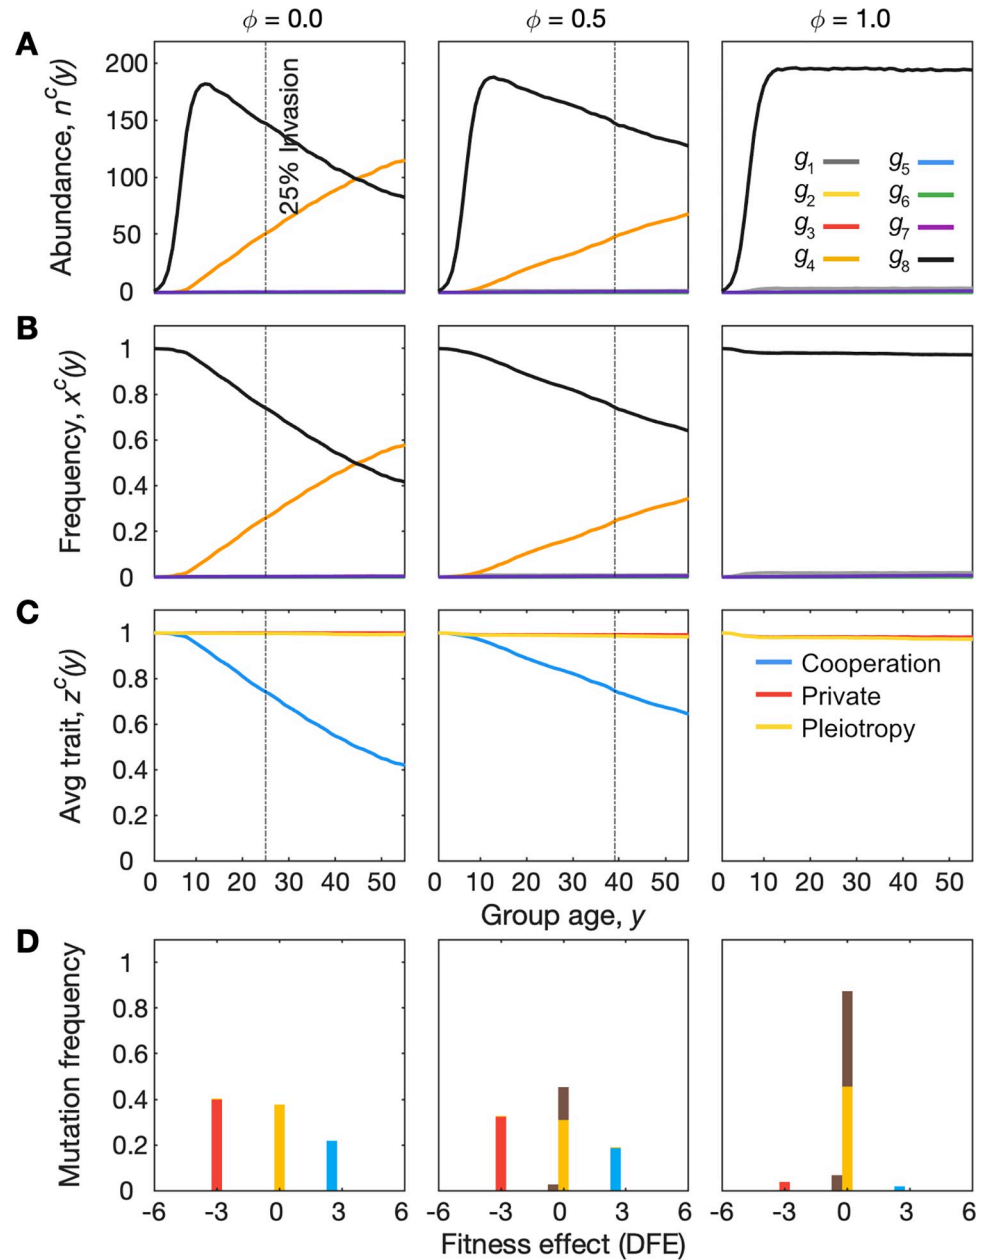 ϕ = 0.0 ϕ = 0.5 ϕ = 1.0
A
Abundance, nᶜ(y)
200
150
100
50
0
25% Invasion
g₁ g₅
g₂ g₆
g₃ g₇
g₄ g₈
B
Frequency, xᶜ(y)
1
0.8
0.6
0.4
0.2
0
C
Avg trait, zᶜ(y)
1
0.8
0.6
0.4
0.2
0
Cooperation
Private
Pleiotropy
0 10 20 30 40 50 0 10 20 30 40 50 0 10 20 30 40 50
Group age, y
D
Mutation frequency
1
0.8
0.6
0.4
0.2
0
-6 -3 0 3 6 -6 -3 0 3 6 -6 -3 0 3 6
Fitness effect (DFE)